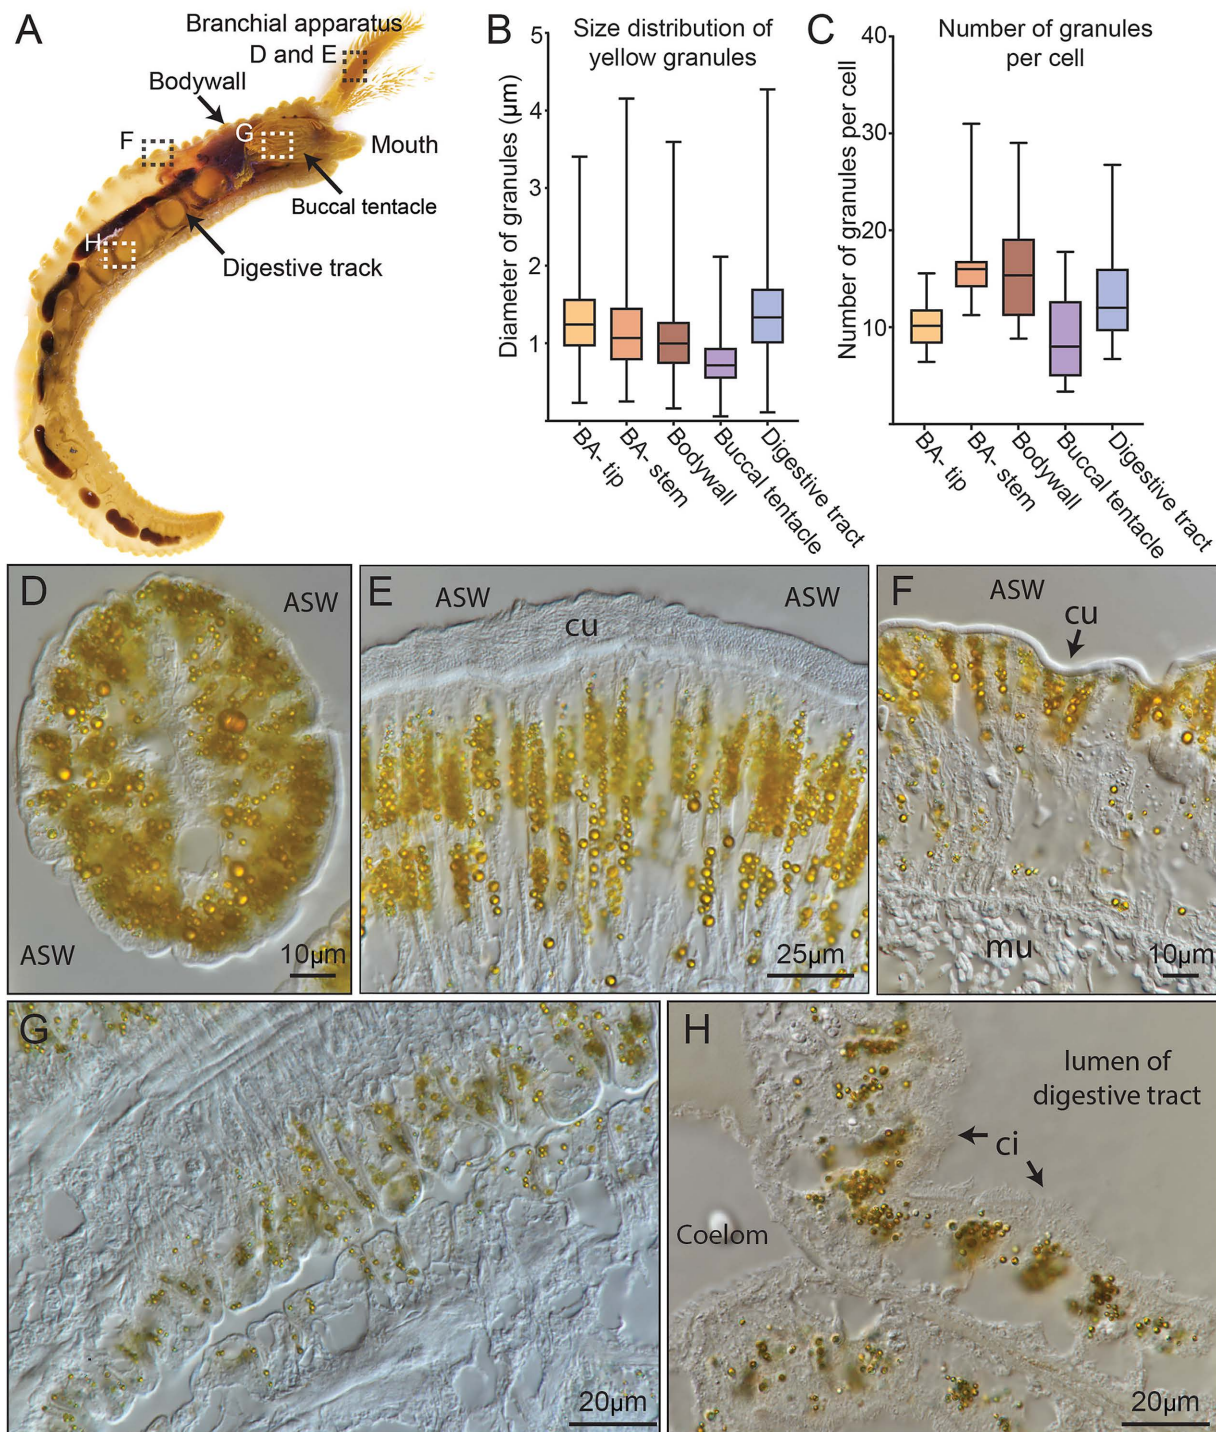 A
Branchial apparatus
D and E
Bodywall
F
G
Mouth
Buccal tentacle
H
Digestive track
B
Size distribution of
yellow granules
Diameter of granules (µm)
5
4
3
2
1
BA- tip
BA- stem
Bodywall
Buccal tentacle
Digestive tract
C
Number of granules
per cell
Number of granules per cell
40
30
20
10
BA- tip
BA- stem
Bodywall
Buccal tentacle
Digestive tract
D
ASW
ASW
10µm
E
ASW
ASW
cu
25µm
F
ASW
cu
mu
10µm
G
20µm
H
lumen of
digestive tract
ci
Coelom
20µm